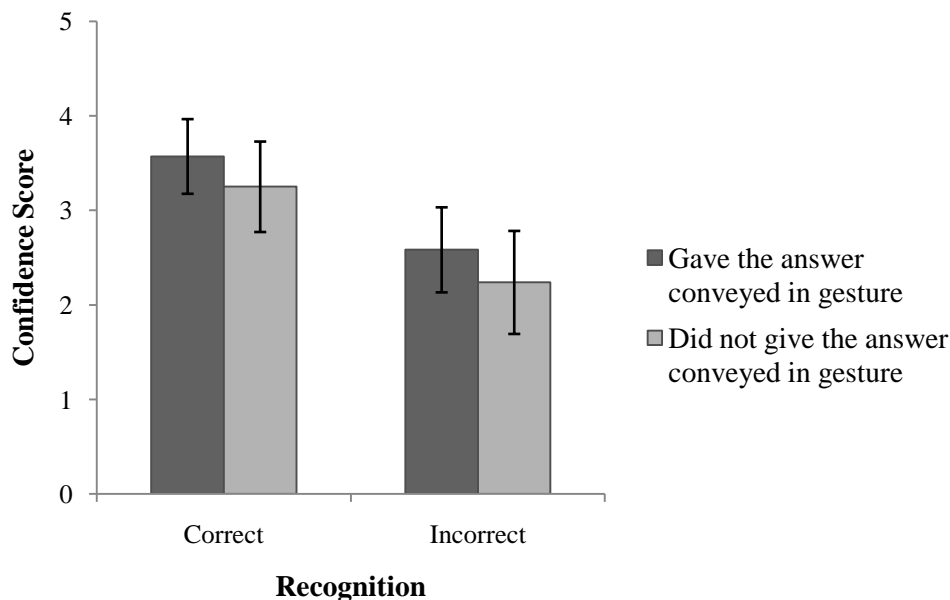 5
4
3
2
1
0
Confidence Score
Correct
Incorrect
Recognition
Gave the answer
conveyed in gesture
Did not give the answer
conveyed in gesture